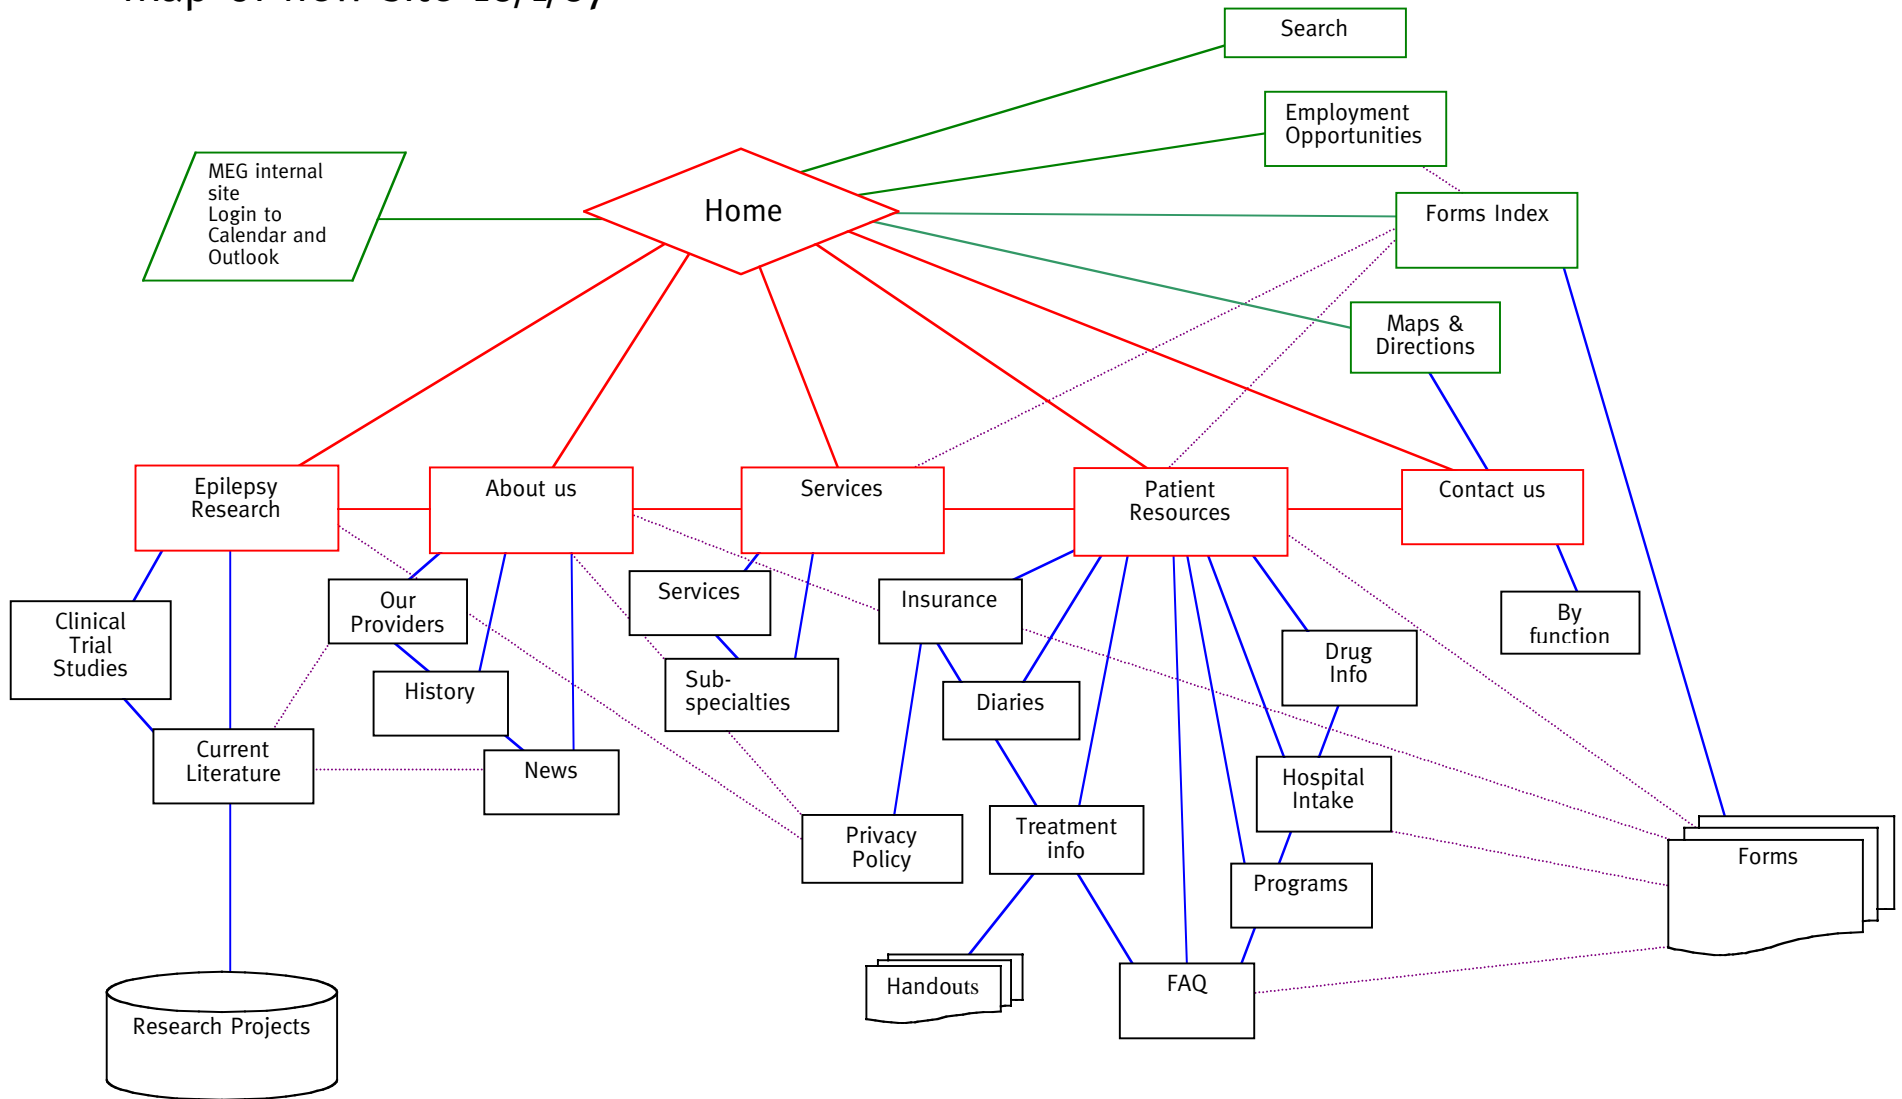 Search
Employment
Opportunities
MEG internal
site
Login to
Calendar and
Outlook
Home
Forms Index
Maps &
Directions
Epilepsy
Research
About us
Services
Patient
Resources
Contact us
Clinical
Trial
Studies
Our
Providers
Services
Insurance
By
function
Drug
Info
History
Sub-
specialties
Diaries
Current
Literature
News
Hospital
Intake
Privacy
Policy
Treatment
info
Forms
Programs
Handouts
FAQ
Research Projects